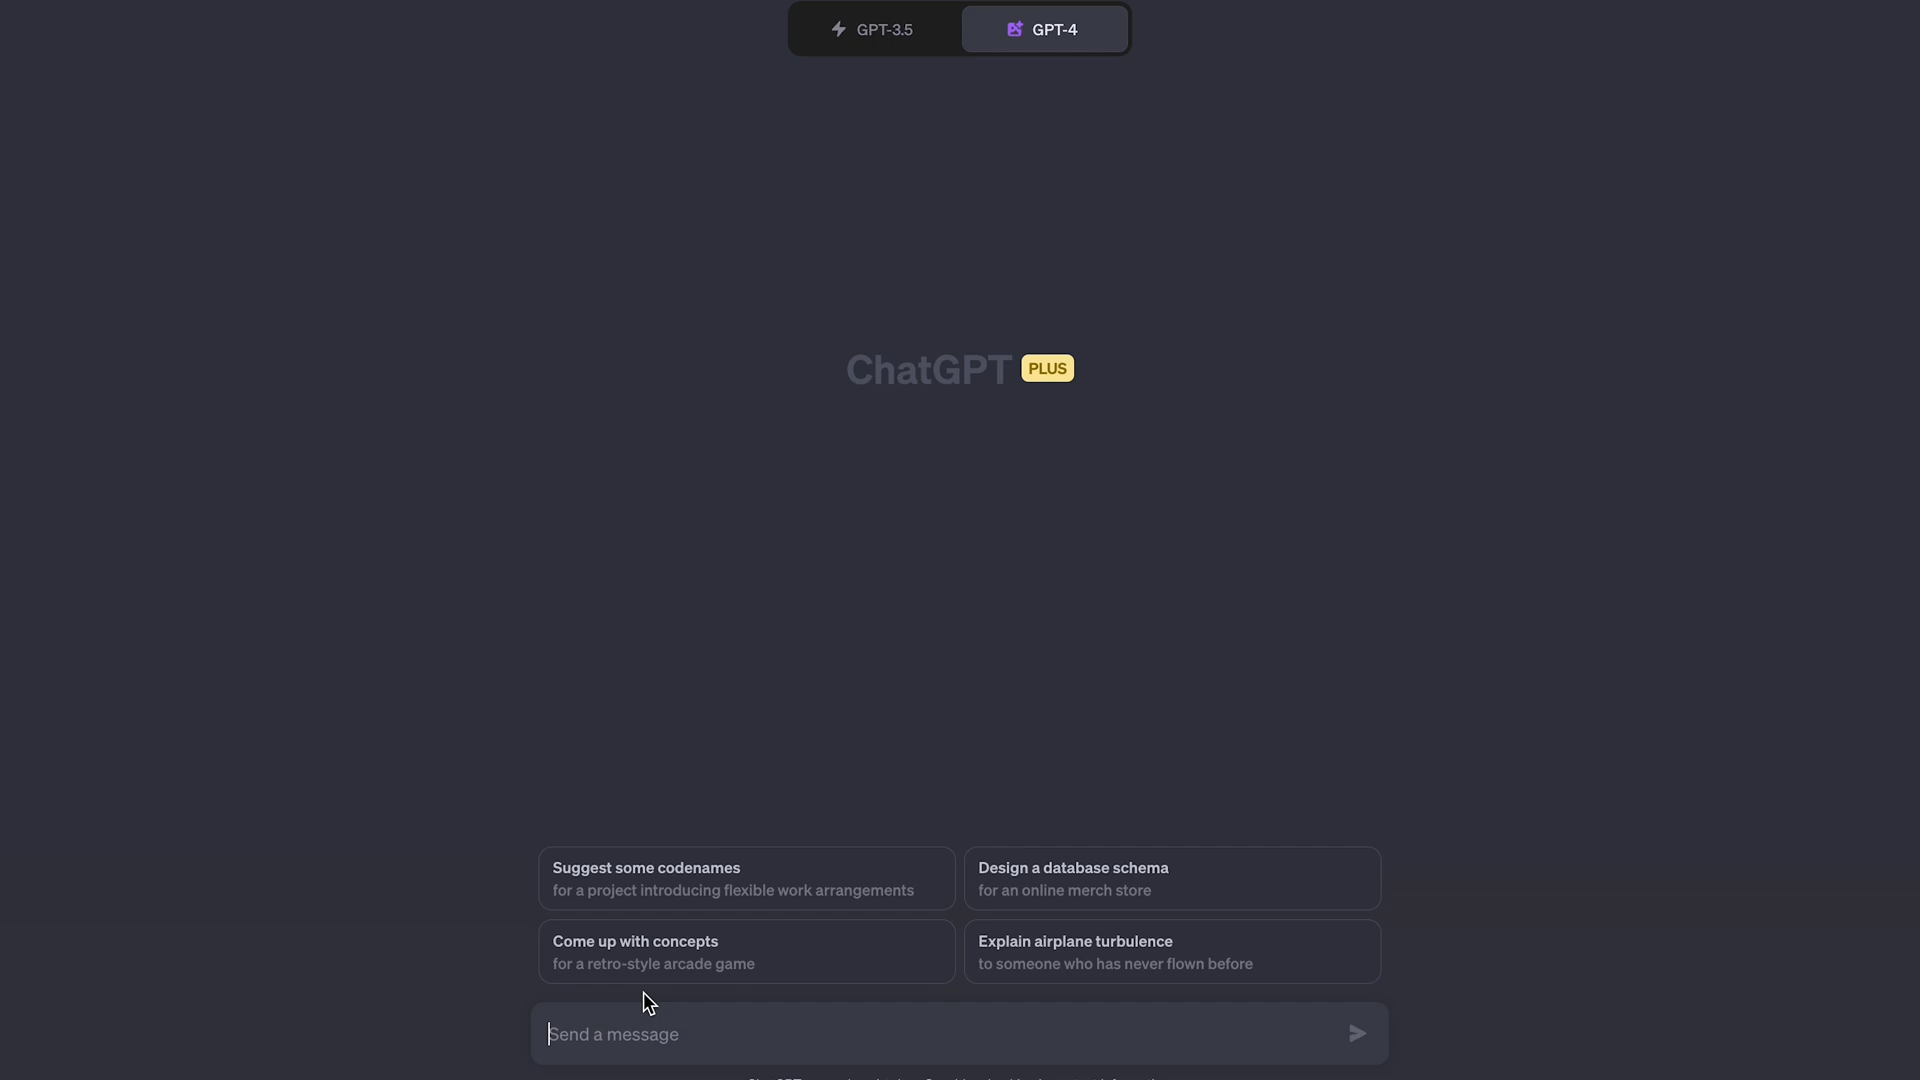 GPT-3.5
GPT-4
ChatGPT PLUS
Suggest some codenames
for a project introducing flexible work arrangements
Design a database schema
for an online merch store
Come up with concepts
for a retro-style arcade game
Explain airplane turbulence
to someone who has never flown before
Send a message